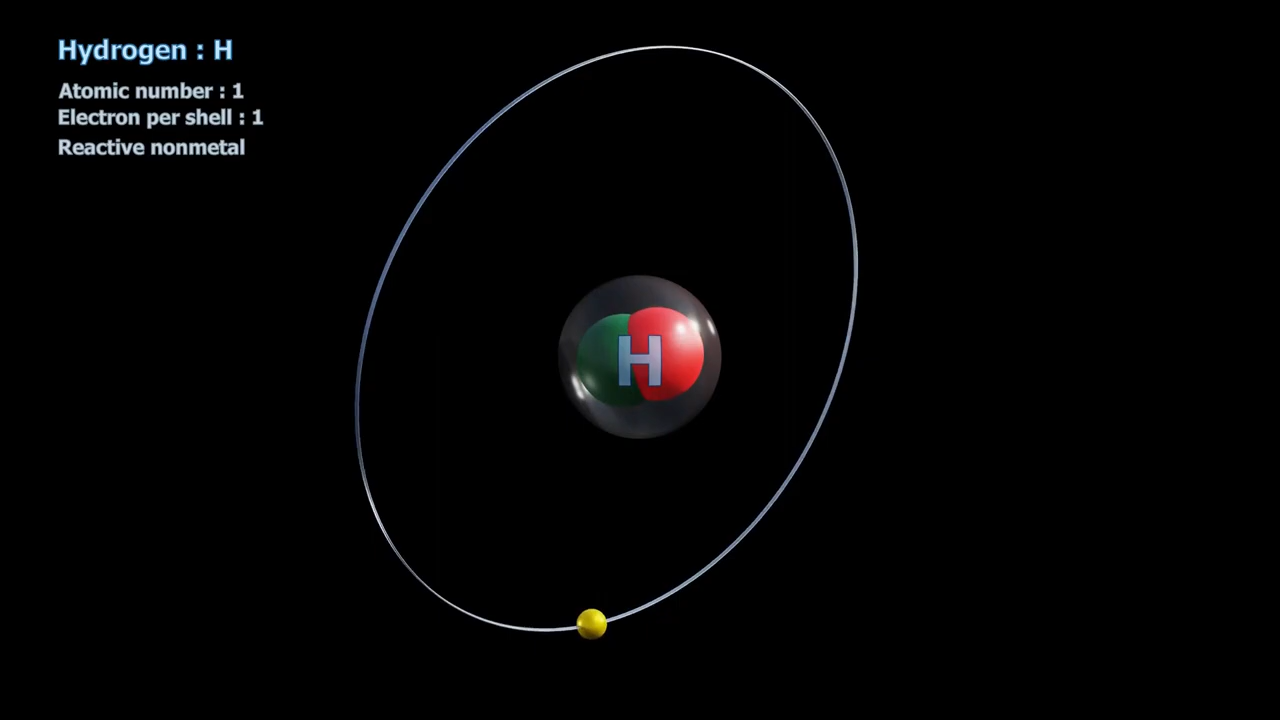 Hydrogen : H
Atomic number : 1
Electron per shell : 1
Reactive nonmetal
H